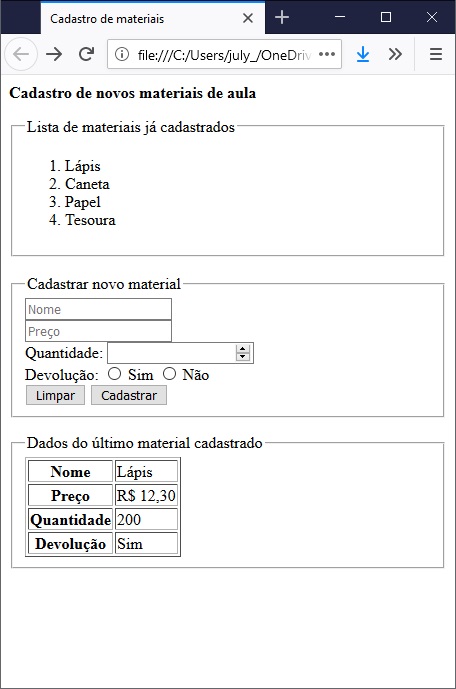 Cadastro de materiais
file:///C:/Users/july_/OneDriv
Cadastro de novos materiais de aula
Lista de materiais já cadastrados
1. Lápis
2. Caneta
3. Papel
4. Tesoura
Cadastrar novo material
Nome
Preço
Quantidade:
Devolução: Sim Não
Limpar Cadastrar
Dados do último material cadastrado
Nome Lápis
Preço R$ 12,30
Quantidade 200
Devolução Sim